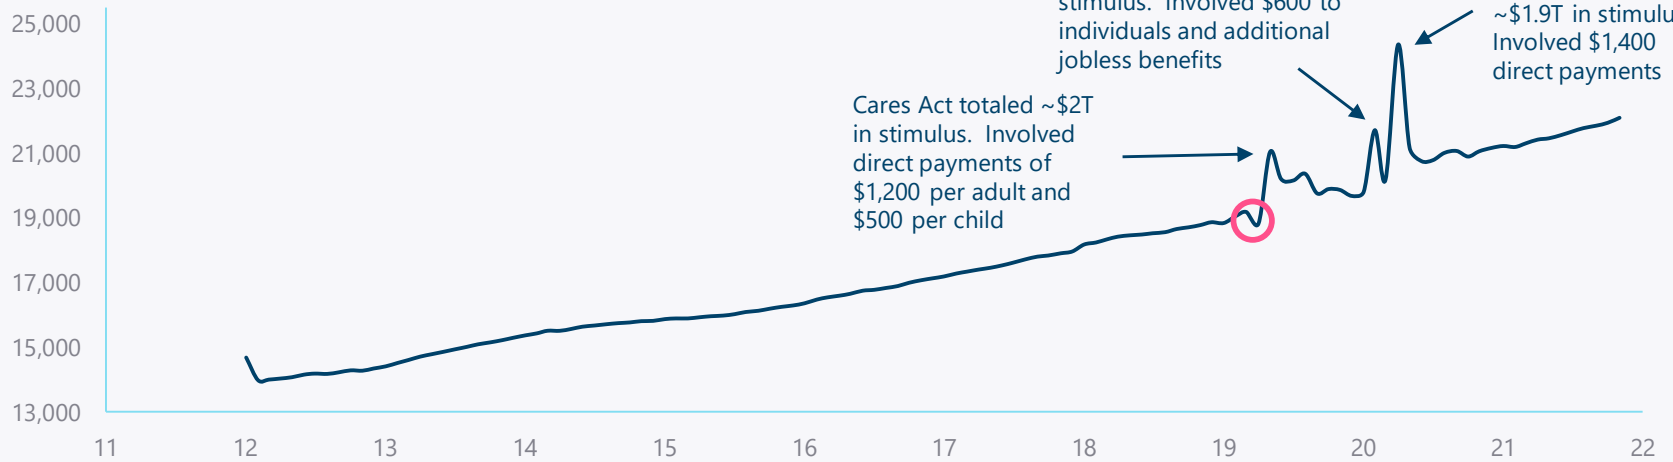 stimulus. Involved $600 to
individuals and additional
jobless benefits
~$1.9T in stimulu
Involved $1,400
direct payments
Cares Act totaled ~$2T
in stimulus. Involved
direct payments of
$1,200 per adult and
$500 per child
25,000
23,000
21,000
19,000
17,000
15,000
13,000
11 12 13 14 15 16 17 18 19 20 21 22